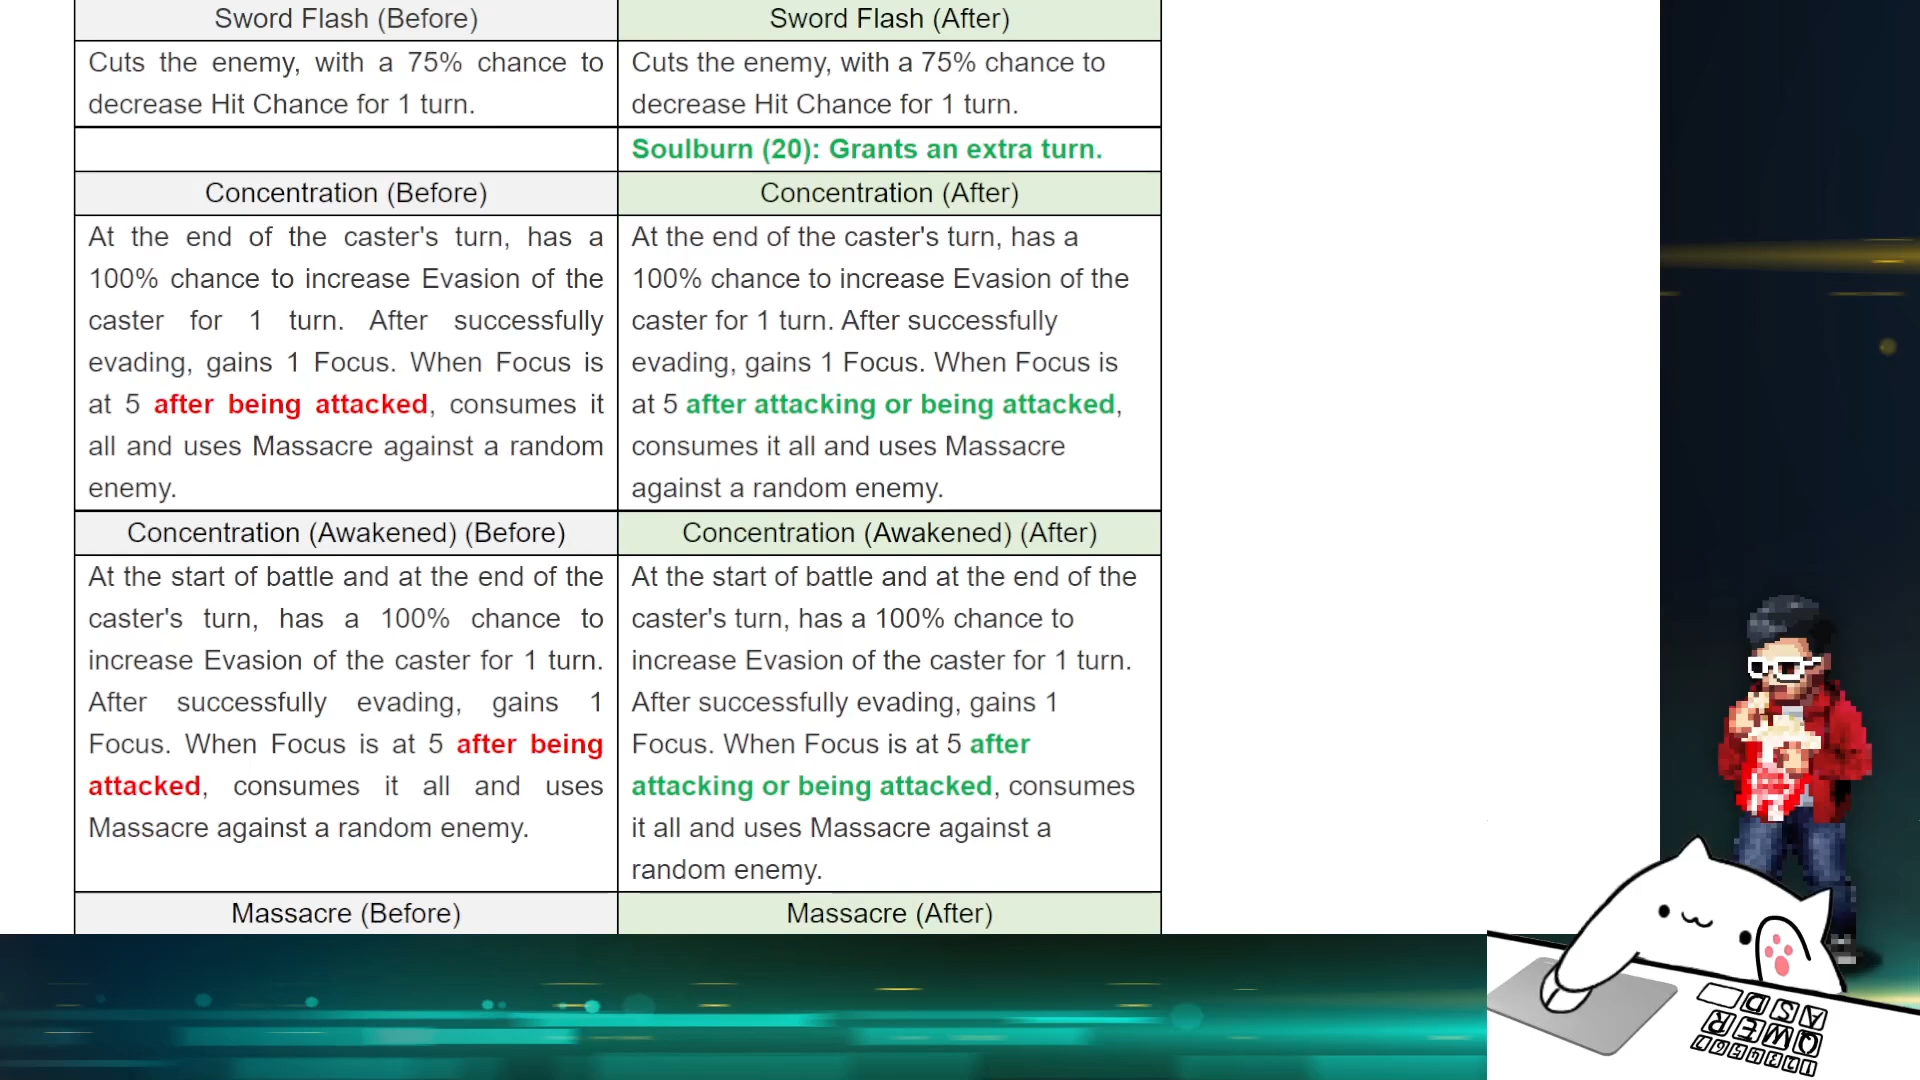 Sword Flash (Before)
Sword Flash (After)
Cuts the enemy, with a 75% chance to
decrease Hit Chance for 1 turn.
Cuts the enemy, with a 75% chance to
decrease Hit Chance for 1 turn.
Soulburn (20): Grants an extra turn.
Concentration (Before)
Concentration (After)
At the end of the caster's turn, has a
100% chance to increase Evasion of the
caster for 1 turn. After successfully
evading, gains 1 Focus. When Focus is
at 5 after being attacked, consumes it
all and uses Massacre against a random
enemy.
At the end of the caster's turn, has a
100% chance to increase Evasion of the
caster for 1 turn. After successfully
evading, gains 1 Focus. When Focus is
at 5 after attacking or being attacked,
consumes it all and uses Massacre
against a random enemy.
Concentration (Awakened) (Before)
Concentration (Awakened) (After)
At the start of battle and at the end of the
caster's turn, has a 100% chance to
increase Evasion of the caster for 1 turn.
After successfully evading, gains 1
Focus. When Focus is at 5 after being
attacked, consumes it all and uses
Massacre against a random enemy.
At the start of battle and at the end of the
caster's turn, has a 100% chance to
increase Evasion of the caster for 1 turn.
After successfully evading, gains 1
Focus. When Focus is at 5 after
attacking or being attacked, consumes
it all and uses Massacre against a
random enemy.
Massacre (Before)
Massacre (After)
A S D
Q W E R